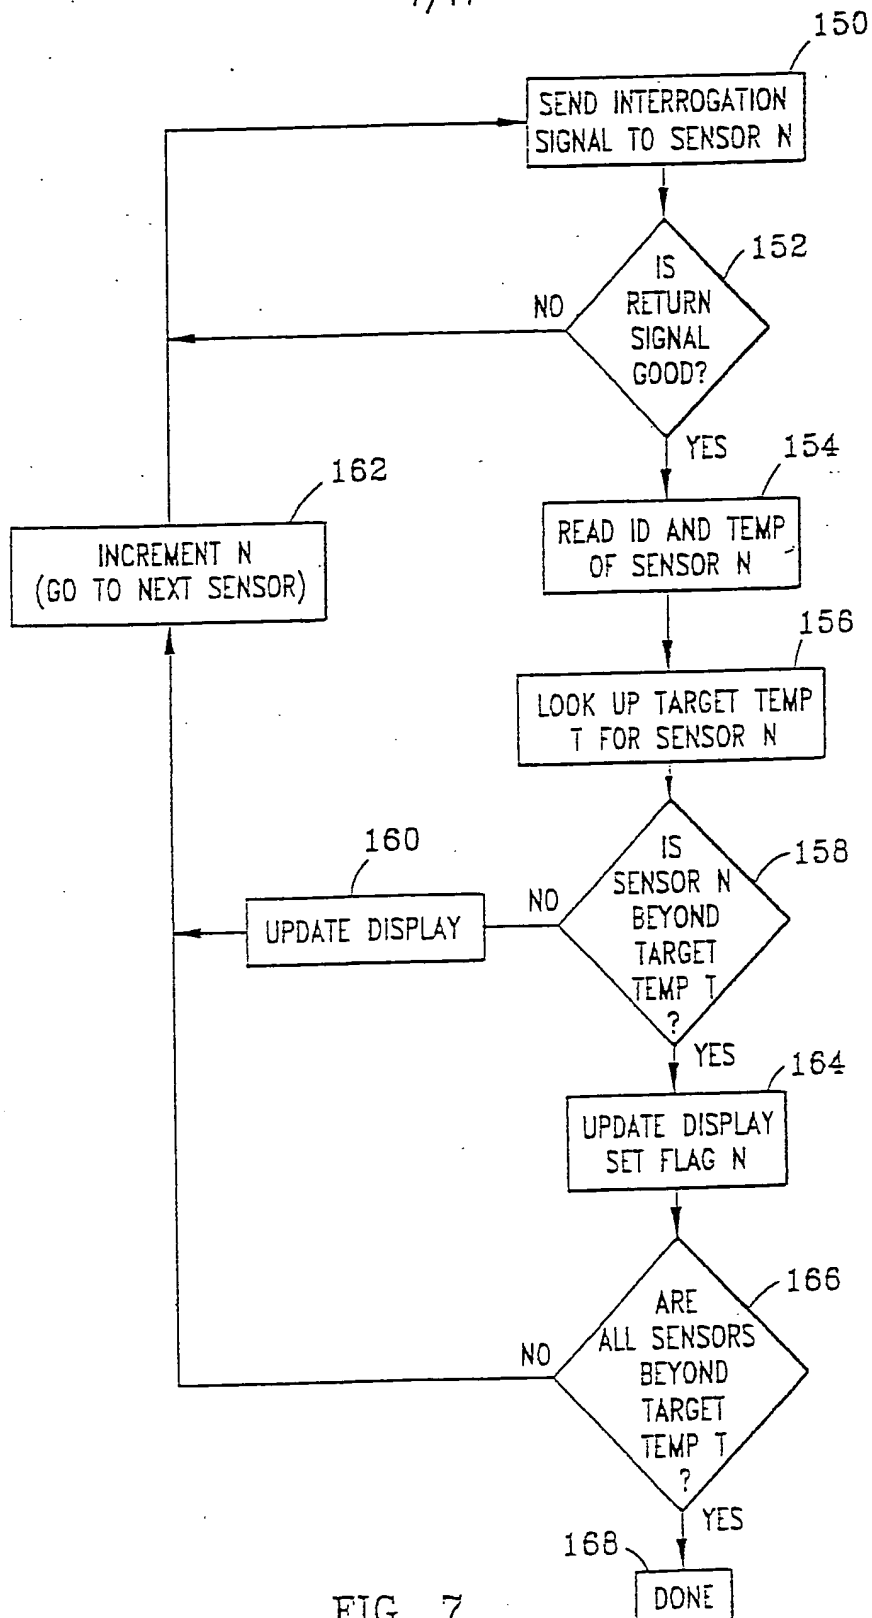 150
SEND INTERROGATION
SIGNAL TO SENSOR N
152
IS
RETURN
SIGNAL
GOOD?
NO
YES
154
162
READ ID AND TEMP
OF SENSOR N
INCREMENT N
(GO TO NEXT SENSOR)
156
LOOK UP TARGET TEMP
T FOR SENSOR N
158
IS
SENSOR N
BEYOND
TARGET
TEMP T
?
160
NO
UPDATE DISPLAY
YES
164
UPDATE DISPLAY
SET FLAG N
166
ARE
ALL SENSORS
BEYOND
TARGET
TEMP T
?
NO
YES
168
DONE
FIG. 7